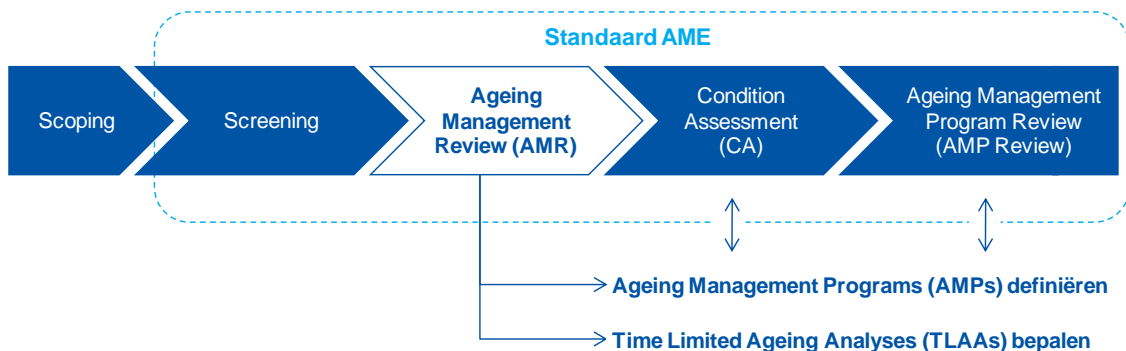 Standaard AME
Scoping
Screening
Ageing
Management
Review (AMR)
Condition
Assessment
(CA)
Ageing Management
Program Review
(AMP Review)
Ageing Management Programs (AMPs) definiëren
Time Limited Ageing Analyses (TLAAs) bepalen